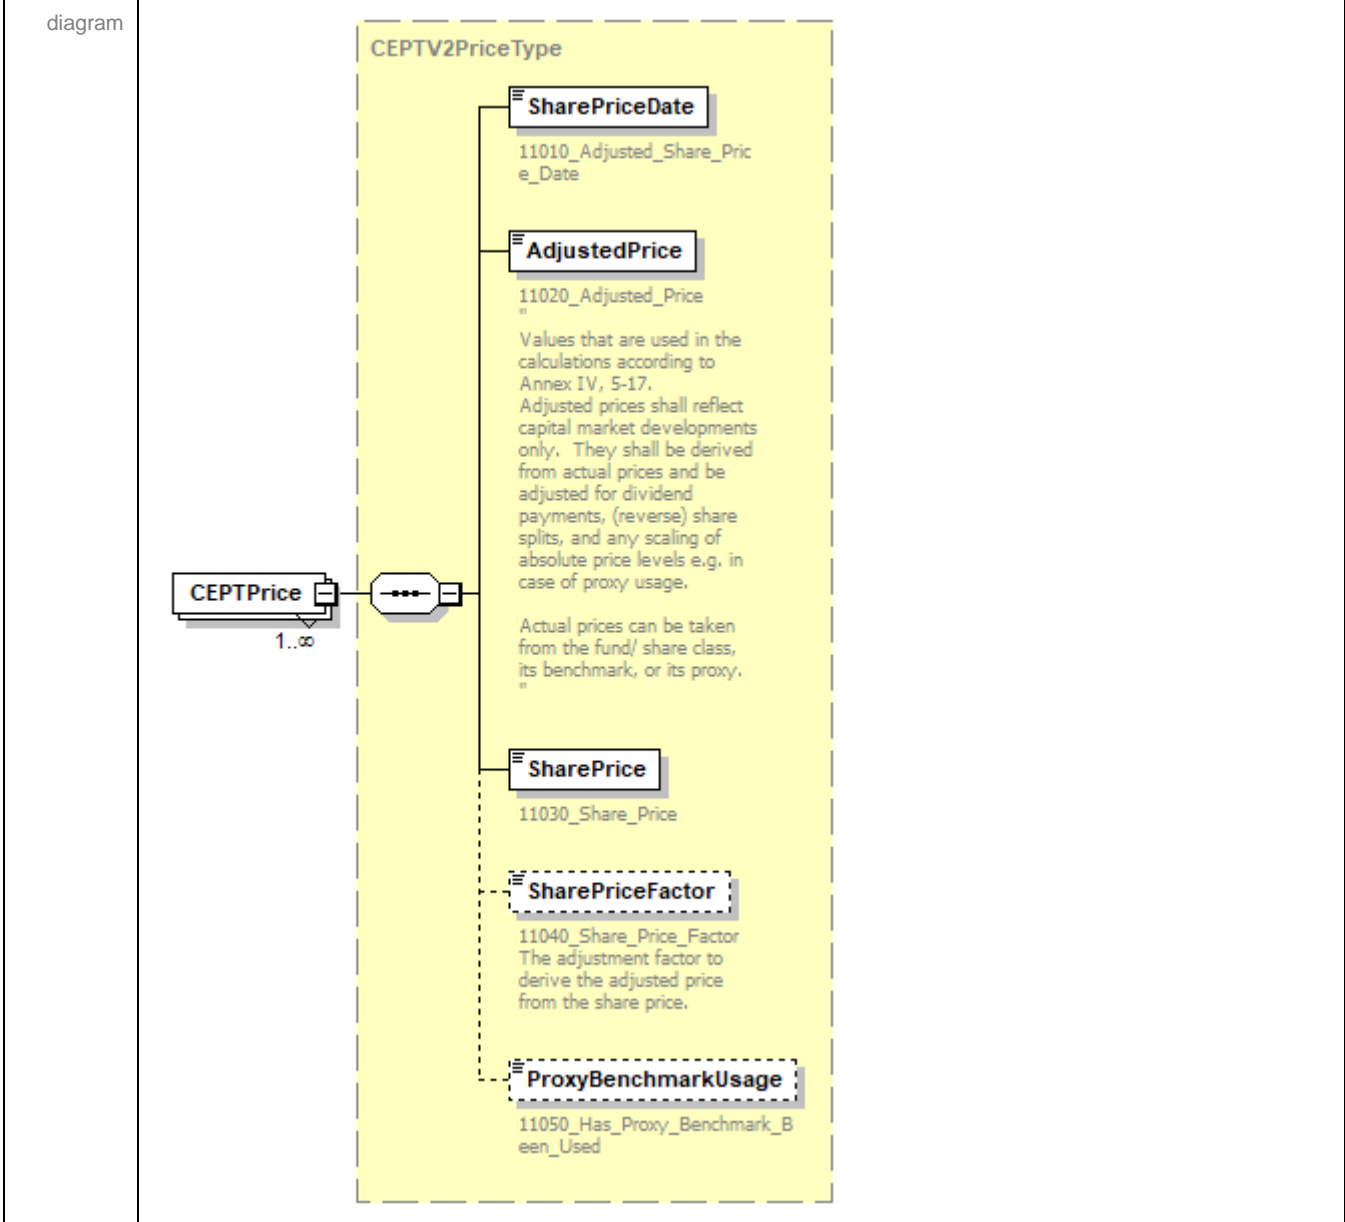 diagram
CEPTV2PriceType
SharePriceDate
11010_Adjusted_Share_Pric
e_Date
AdjustedPrice
11020_Adjusted_Price
"
Values that are used in the
calculations according to
Annex IV, 5-17.
Adjusted prices shall reflect
capital market developments
only.  They shall be derived
from actual prices and be
adjusted for dividend
payments, (reverse) share
splits, and any scaling of
absolute price levels e.g. in
case of proxy usage.
Actual prices can be taken
from the fund/ share class,
its benchmark, or its proxy.
"
CEPTPrice
1..∞
SharePrice
11030_Share_Price
SharePriceFactor
11040_Share_Price_Factor
The adjustment factor to
derive the adjusted price
from the share price.
ProxyBenchmarkUsage
11050_Has_Proxy_Benchmark_B
een_Used